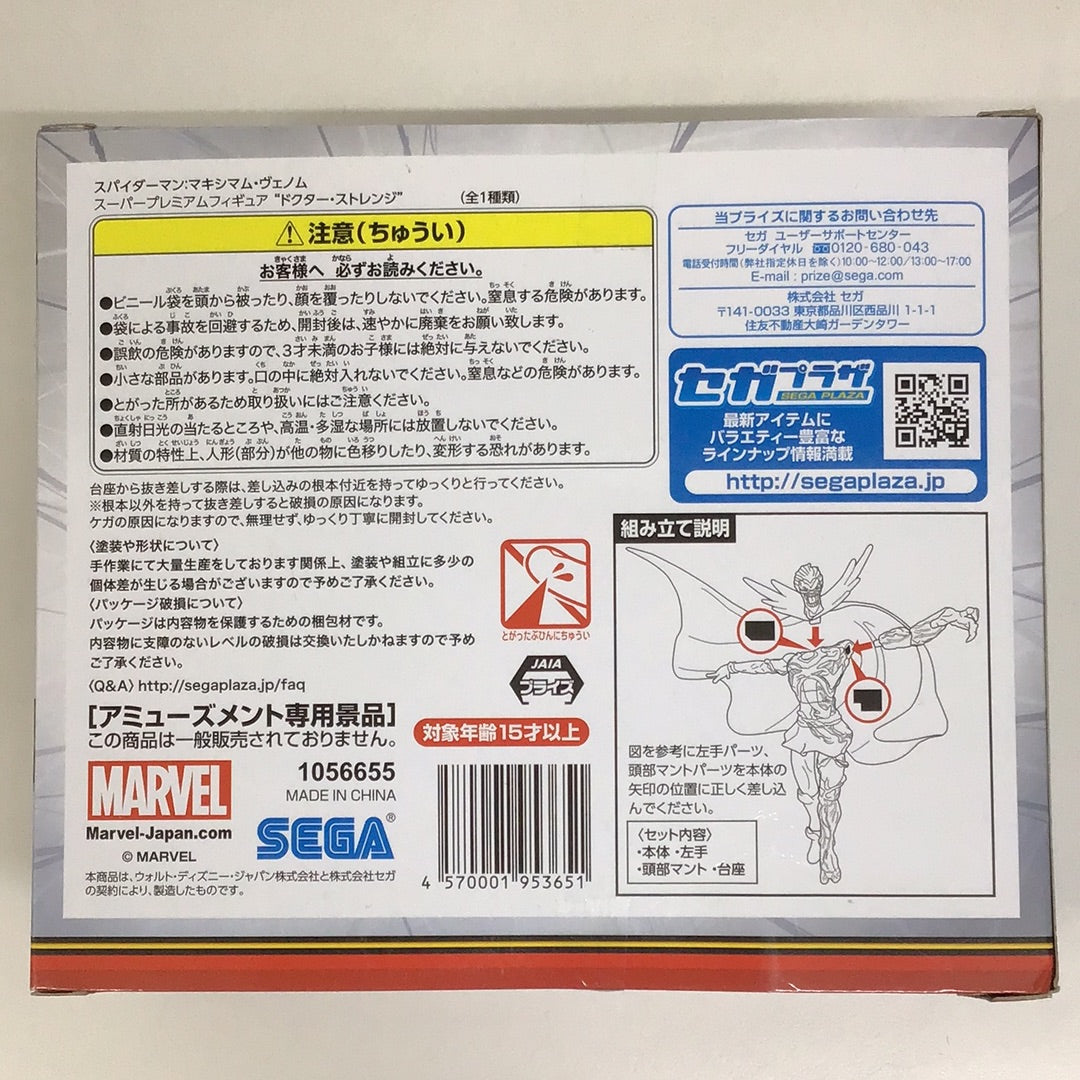 スパイダーマン:マキシマム・ヴェノム
スーパープレミアムフィギュア "ドクター・ストレンジ" (全1種類)
⚠注意(ちゅうい)
お客様へ 必ずお読みください。
●ビニール袋を頭から被ったり、顔を覆ったりしないでください。窒息する危険があります。
●袋による事故を回避するため、開封後は、速やかに廃棄をお願い致します。
●誤飲の危険がありますので、3才未満のお子様には絶対に与えないでください。
●小さな部品があります。口の中に絶対入れないでください。窒息などの危険があります。
●とがった所があるため取り扱いにはご注意ください。
●直射日光の当たるところや、高温・多湿な場所には放置しないでください。
●材質の特性上、人形(部分)が他の物に色移りしたり、変形する恐れがあります。
台座から抜き差しする際は、差し込みの根本付近を持ってゆっくりと行ってください。
※根本以外を持って抜き差しすると破損の原因になります。
ケガの原因になりますので、無理せず、ゆっくり丁寧に開封してください。
〈塗装や形状について〉
手作業にて大量生産をしております関係上、塗装や組立に多少の
個体差が生じる場合がございますので予めご了承ください。
〈パッケージ破損について〉
パッケージは内容物を保護するための梱包材です。
内容物に支障のないレベルの破損は交換いたしかねますので予め
ご了承ください。
〈Q&A〉http://segaplaza.jp/faq
とがったぶひんにちゅうい
JAIA
プライズ
[アミューズメント専用景品]
この商品は一般販売されておりません。
対象年齢15才以上
MARVEL
Marvel-Japan.com
© MARVEL
1056655
MADE IN CHINA
SEGA®
4 570001 953651
本商品は、ウォルト・ディズニー・ジャパン株式会社と株式会社セガ
の契約により、製造したものです。
当プライズに関するお問い合わせ先
セガ ユーザーサポートセンター
フリーダイヤル 0120-680-043
電話受付時間(弊社指定休日を除く)10:00~12:00/13:00~17:00
E-mail : prize@sega.com
株式会社 セガ
〒141-0033 東京都品川区西品川 1-1-1
住友不動産大崎ガーデンタワー
セガプラザ
SEGA PLAZA
最新アイテムに
バラエティー豊富な
ラインナップ情報満載
http://segaplaza.jp
組み立て説明
図を参考に左手パーツ、
頭部マントパーツを本体の
矢印の位置に正しく差し込
んでください。
〈セット内容〉
・本体 ・左手
・頭部マント ・台座